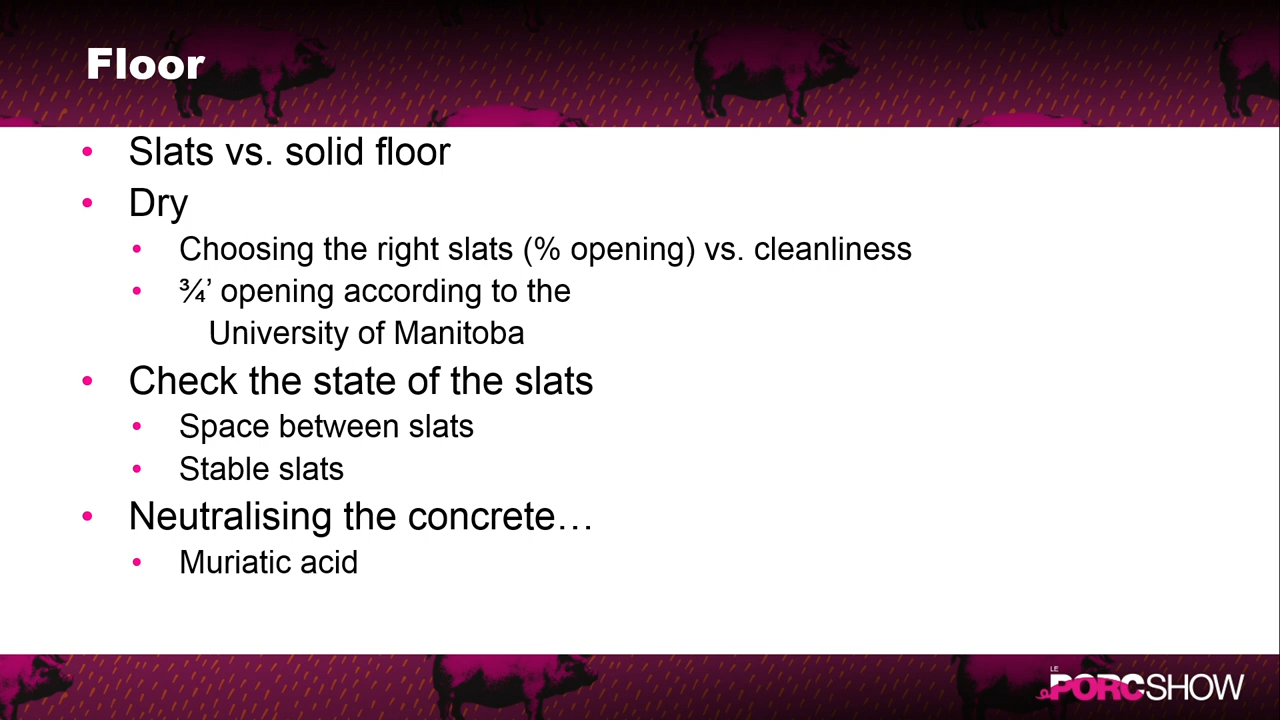 Floor
• Slats vs. solid floor
• Dry
• Choosing the right slats (% opening) vs. cleanliness
• ¾’ opening according to the
University of Manitoba
• Check the state of the slats
• Space between slats
• Stable slats
• Neutralising the concrete…
• Muriatic acid
LE
PORCSHOW